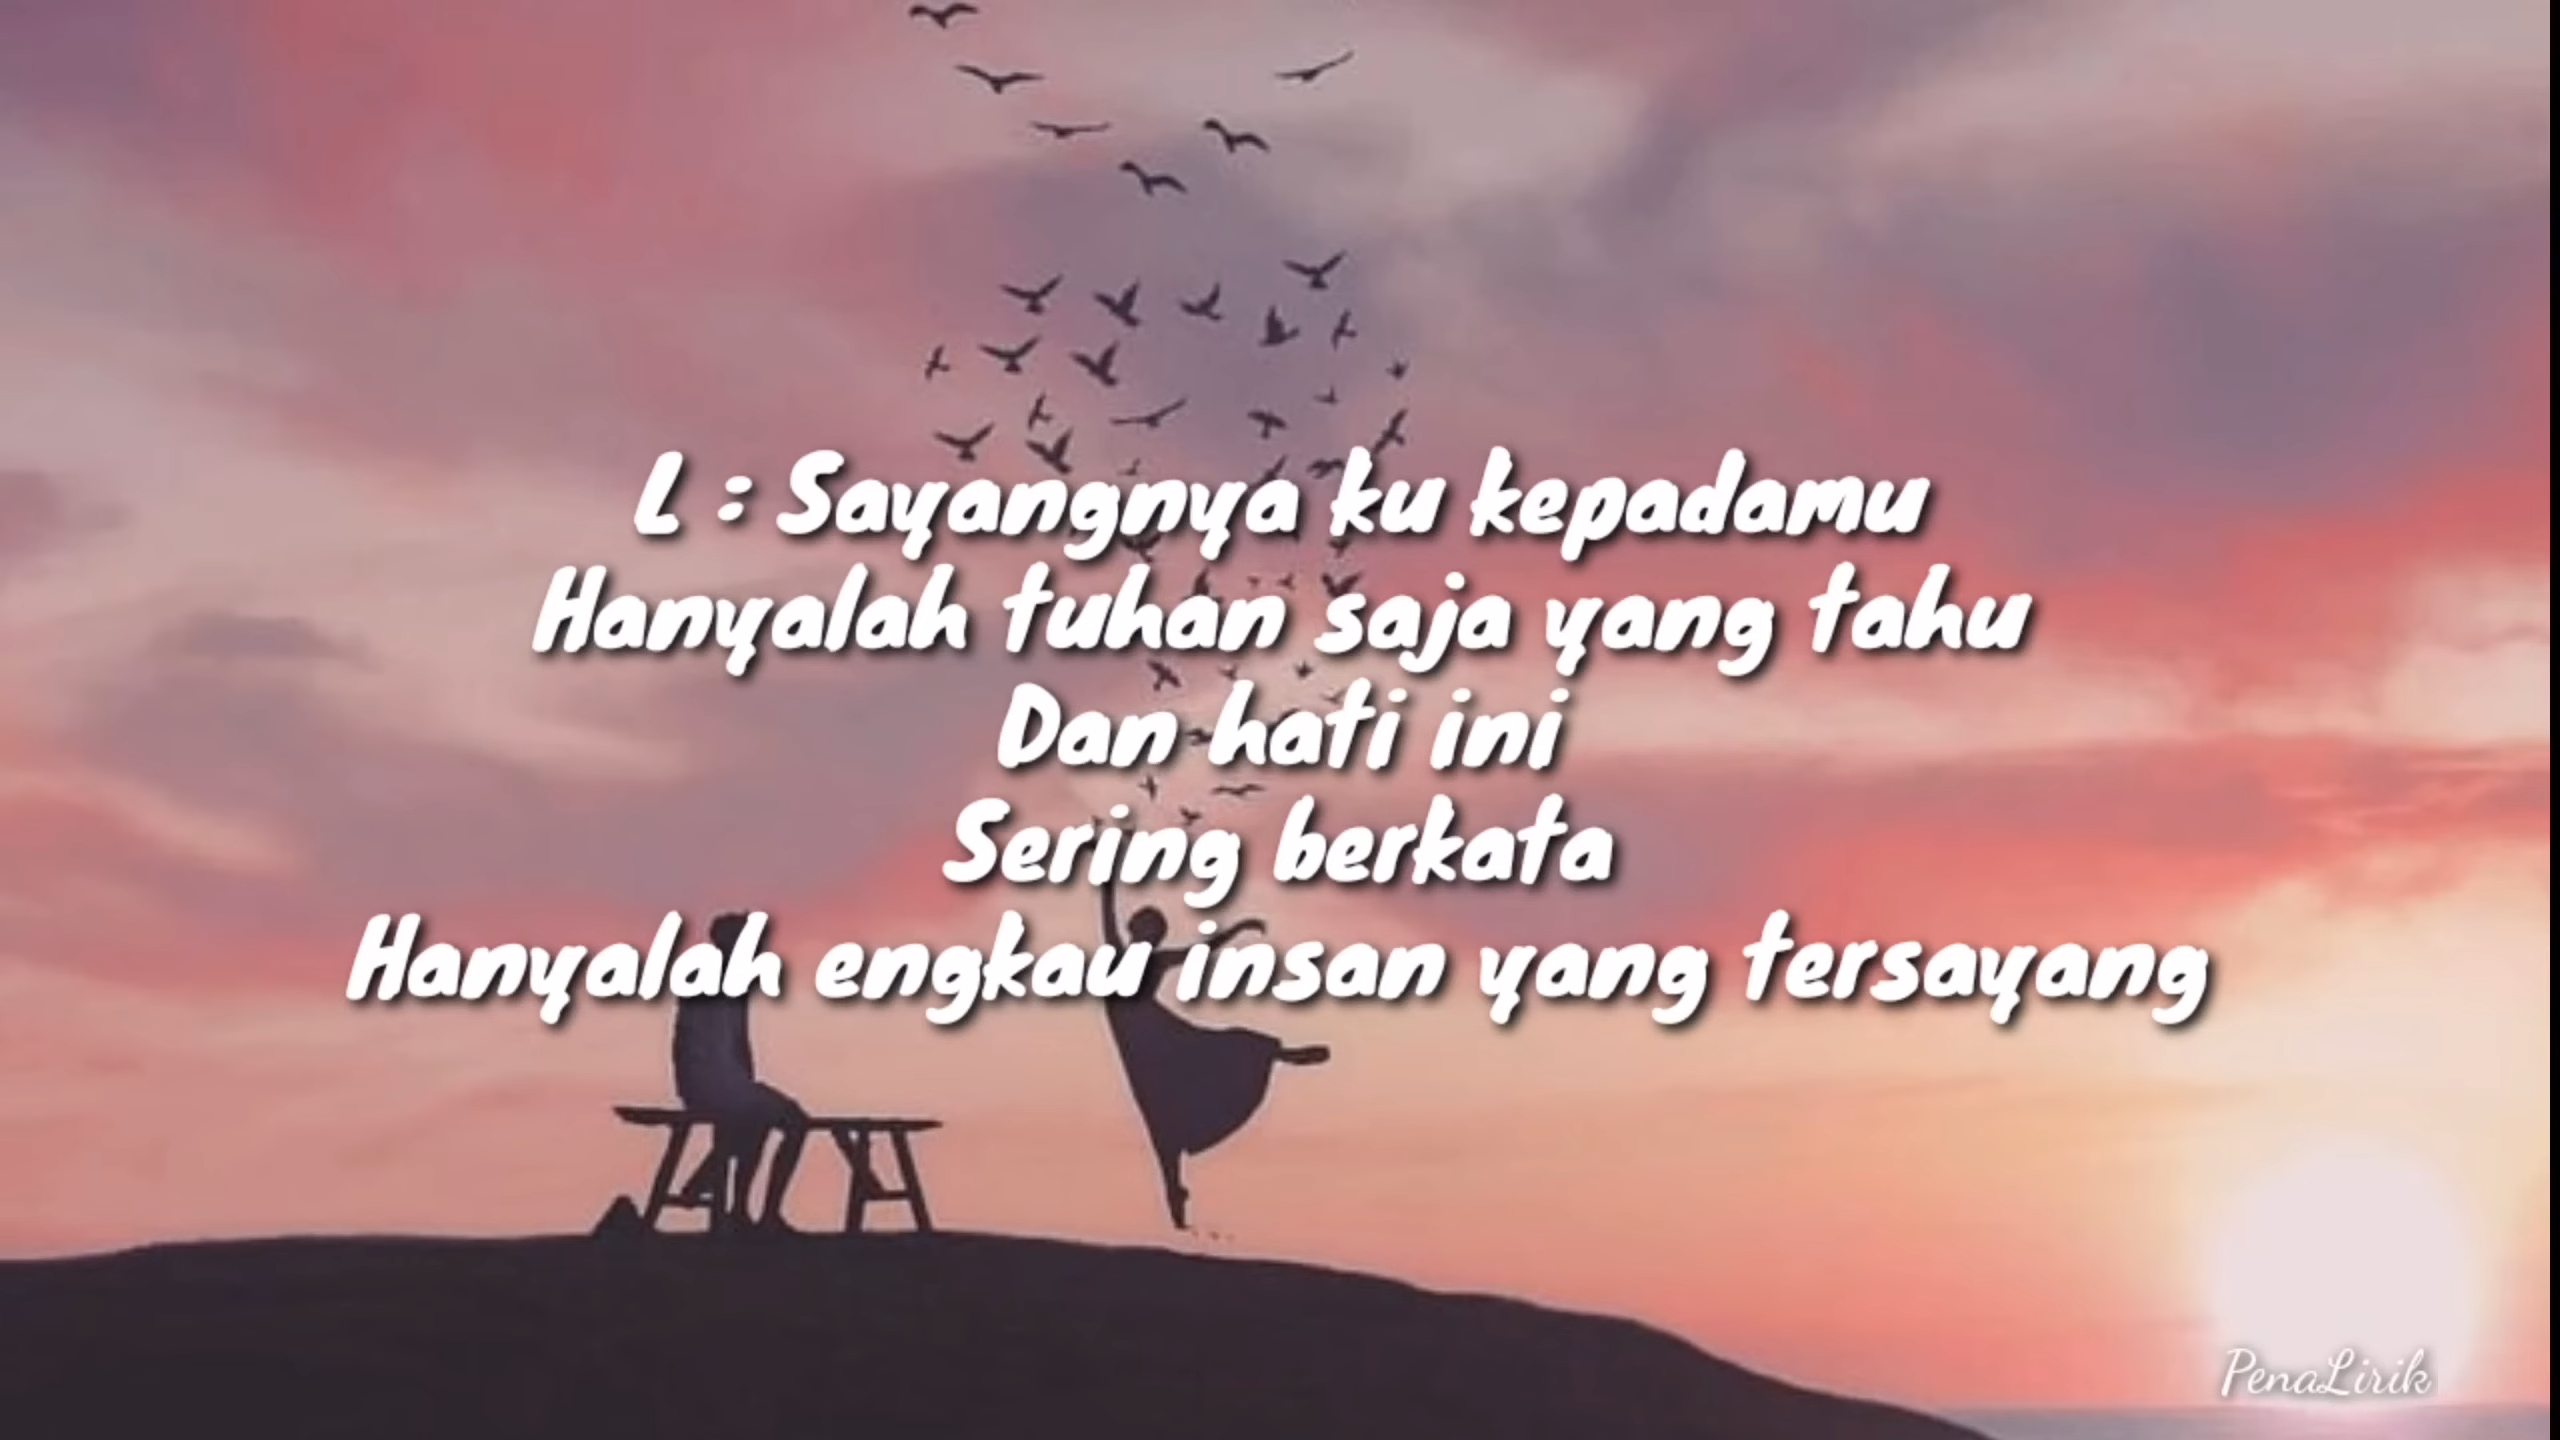 L : Sayangnya ku kepadamu
Hanyalah tuhan saja yang tahu
Dan hati ini
Sering berkata
Hanyalah engkau insan yang tersayang
PenaLirik